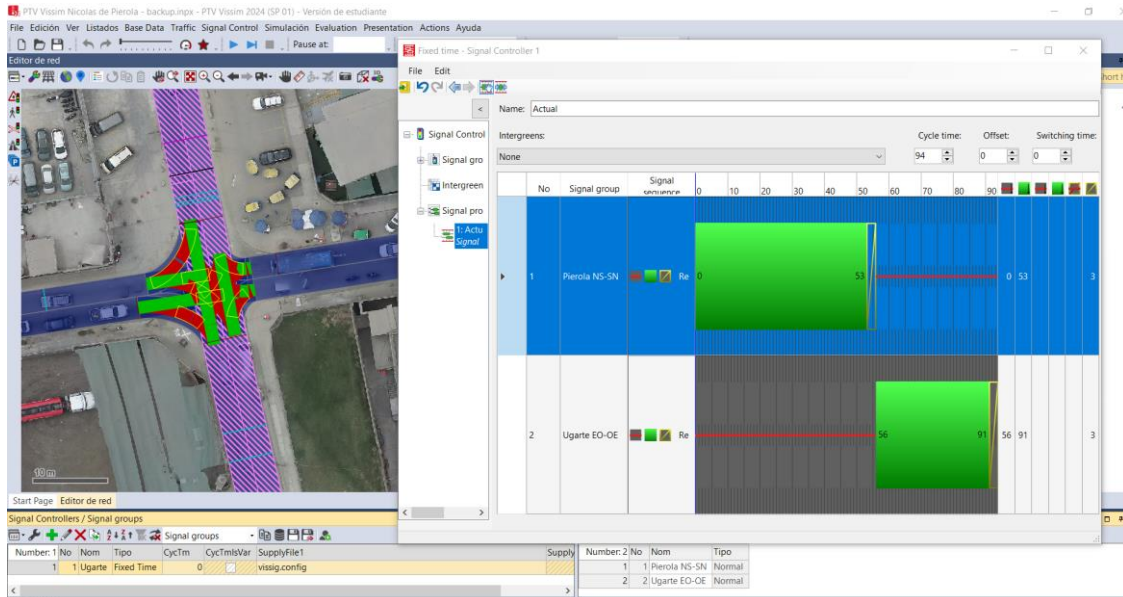 PTV Vissim Nicolas de Pierola - backup.inpx - PTV Vissim 2024 (SP 01) - Versión de estudiante
File Edición Ver Listados Base Data Traffic Signal Control Simulación Evaluation Presentation Actions Ayuda
Pause at:
Editor de red
10 m
Start Page Editor de red
Fixed time - Signal Controller 1
File Edit
< Name: Actual
Signal Control
Signal gro
Intergreen
Signal pro
1: Actu
Signal
Intergreens: Cycle time: Offset: Switching time:
None 94 0 0
No Signal group Signal sequence 0 10 20 30 40 50 60 70 80 90
1 Pierola NS-SN Re 0 53 0 53 3
2 Ugarte EO-OE Re 56 91 56 91 3
Signal Controllers / Signal groups
Signal groups
Number: 1 No Nom Tipo CycTm CycTmIsVar SupplyFile1 Supply
1 1 Ugarte Fixed Time 0 vissig.config
Number: 2 No Nom Tipo
1 1 Pierola NS-SN Normal
2 2 Ugarte EO-OE Normal